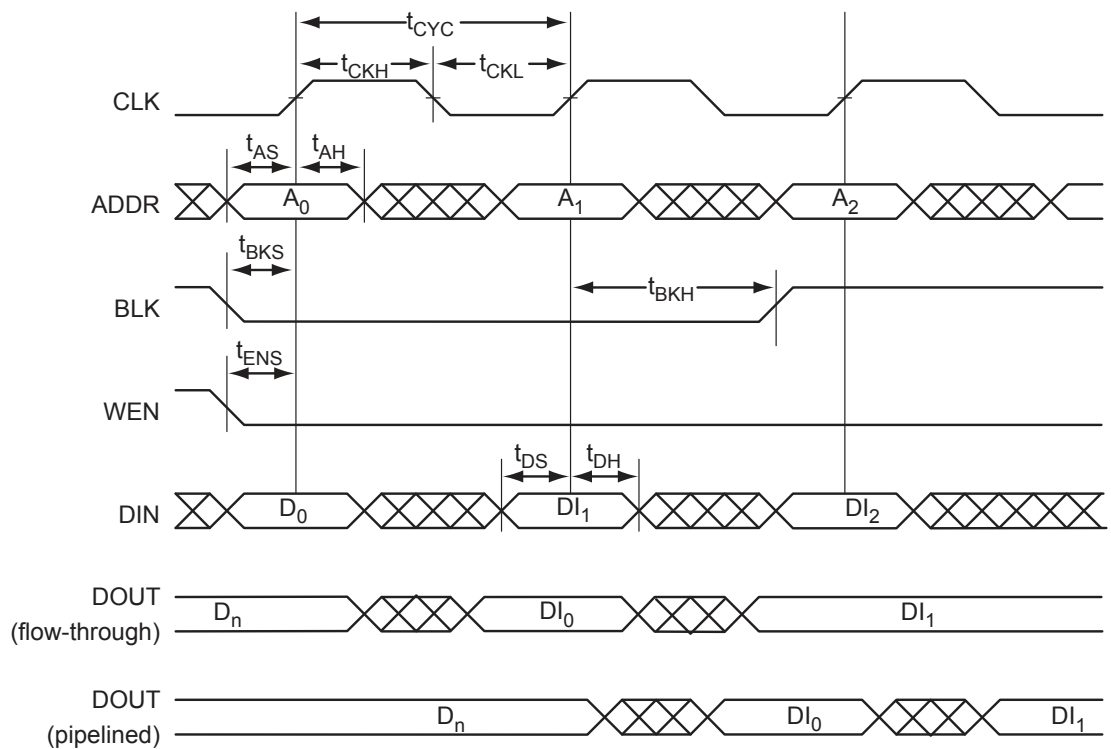 tCYC
tCKH tCKL
CLK
tAS tAH
ADDR A0 A1 A2
tBKS
BLK tBKH
tENS
WEN
tDS tDH
DIN D0 DI1 DI2
DOUT
(flow-through) Dn DI0 DI1
DOUT
(pipelined) Dn DI0 DI1